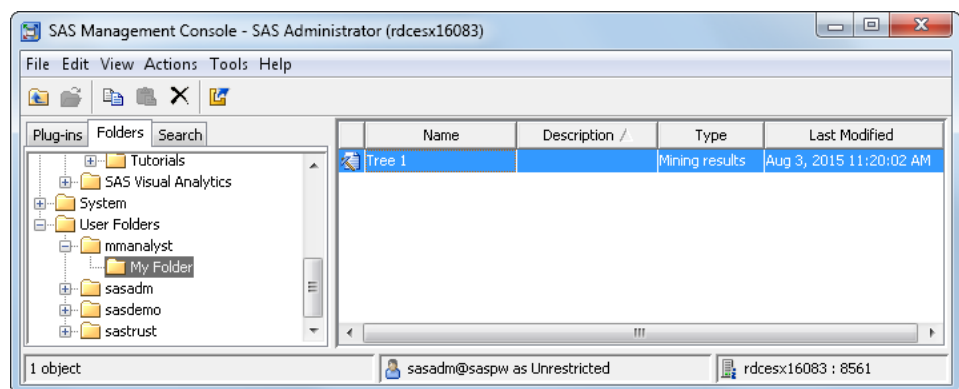 SAS Management Console - SAS Administrator (rdcesx16083)
File Edit View Actions Tools Help
Plug-ins Folders Search
Name Description Type Last Modified
Tutorials
SAS Visual Analytics
System
User Folders
mmanalyst
My Folder
sasadm
sasdemo
sastrust
Tree 1 Mining results Aug 3, 2015 11:20:02 AM
1 object sasadm@saspw as Unrestricted rdcesx16083 : 8561